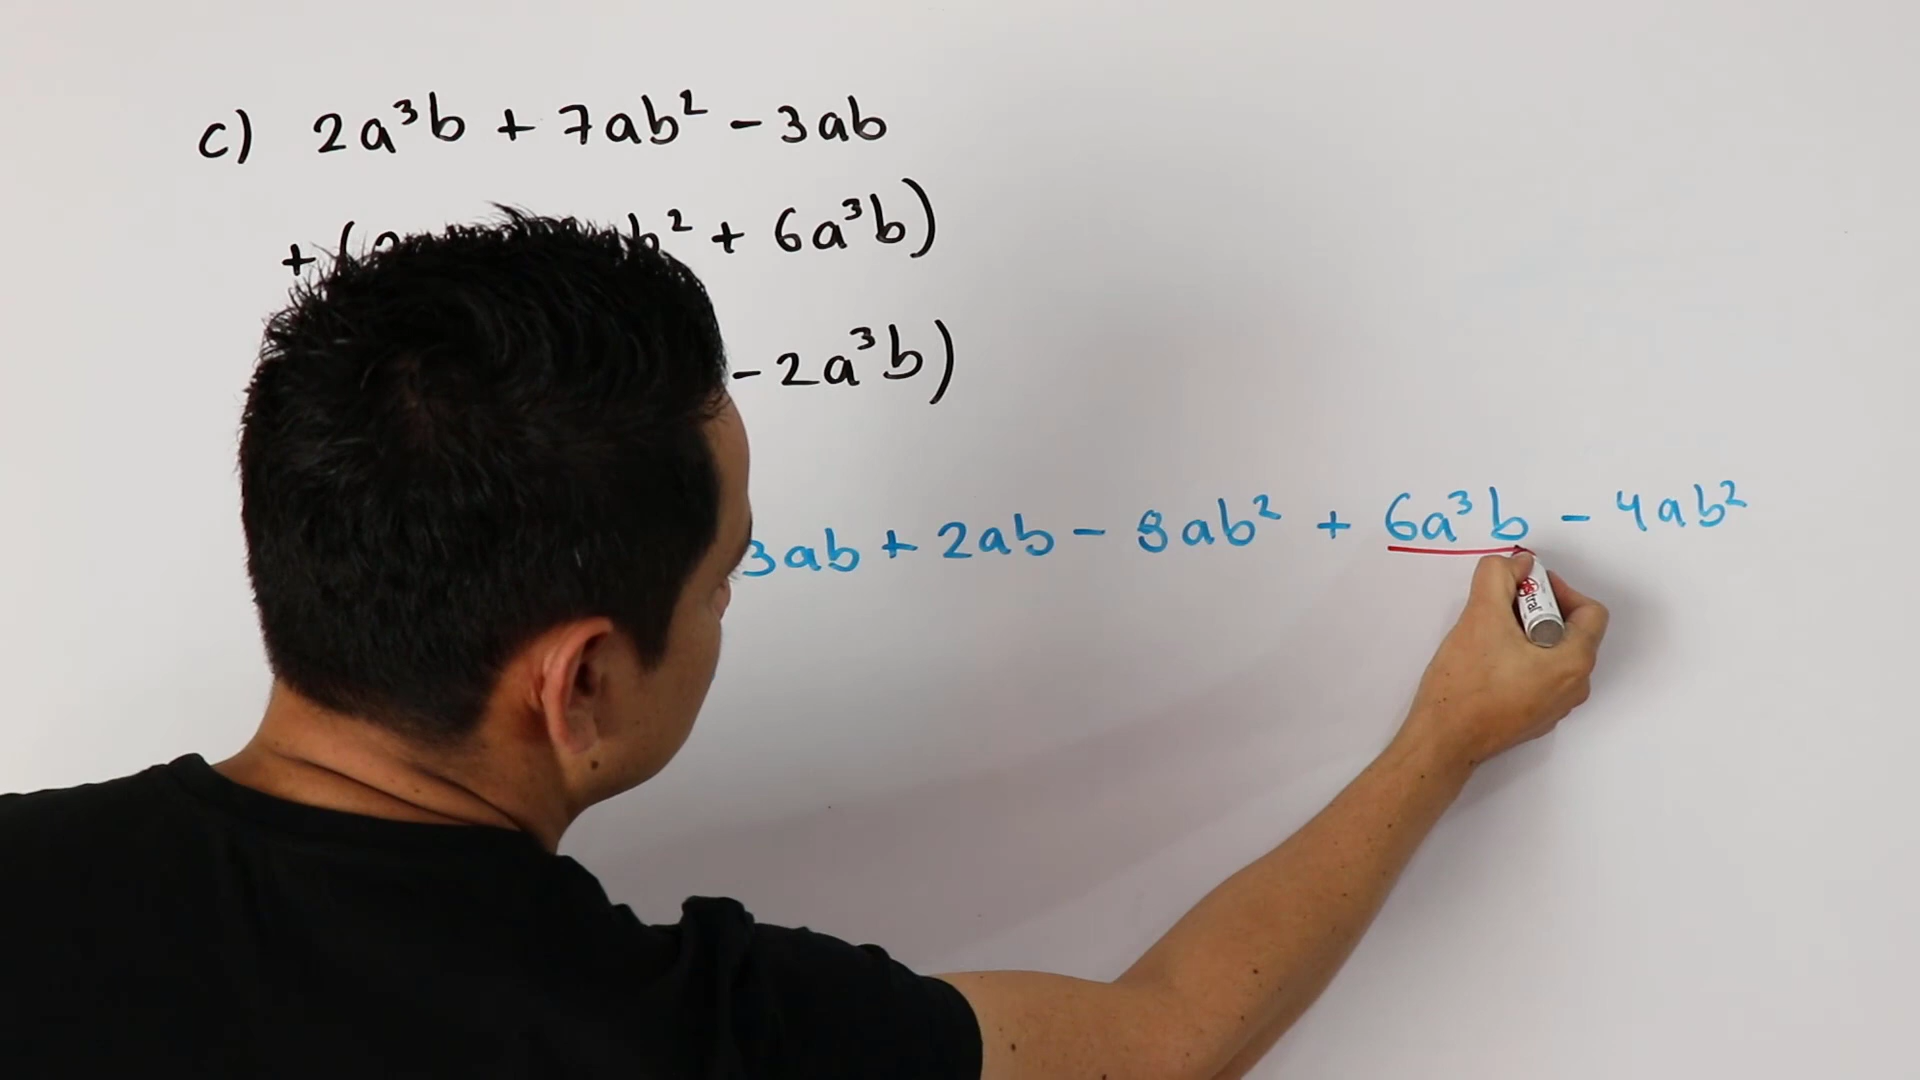 c) 2a³b + 7ab² - 3ab
+ ( b² + 6a³b)
- 2a³b)
3ab + 2ab - 8ab² + 6a³b - 4ab²